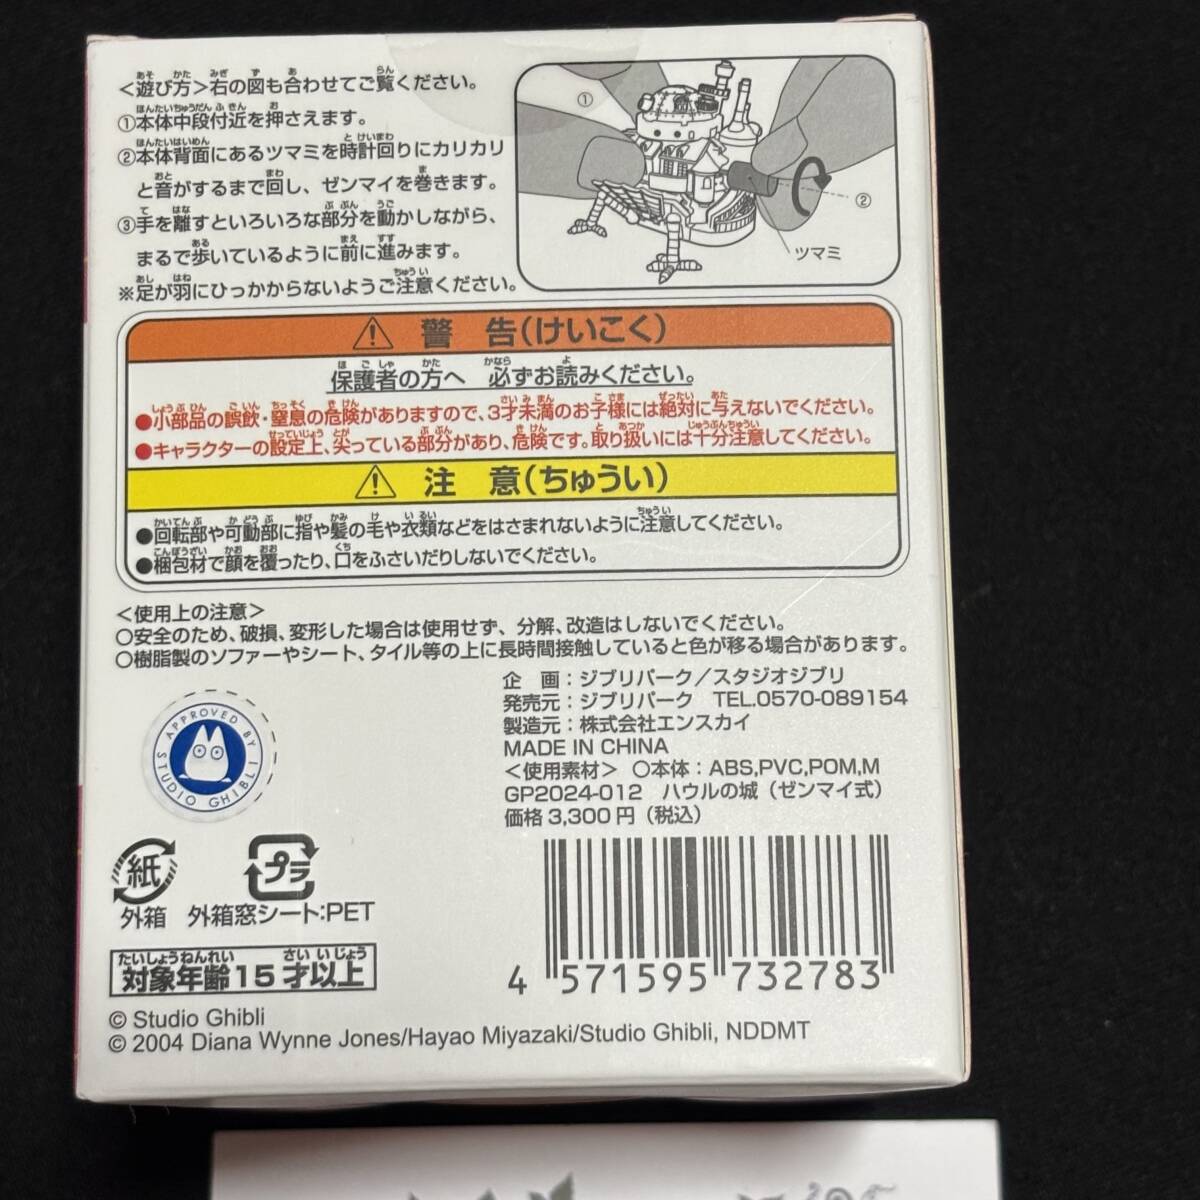 ＜遊び方＞右の図も合わせてご覧ください。
①本体中段付近を押さえます。
②本体背面にあるツマミを時計回りにカリカリ
と音がするまで回し、ゼンマイを巻きます。
③手を離すといろいろな部分を動かしながら、
まるで歩いているように前に進みます。
※足が羽にひっかからないようご注意ください。
①
②
ツマミ
⚠ 警 告(けいこく)
保護者の方へ 必ずお読みください。
●小部品の誤飲・窒息の危険がありますので、3才未満のお子様には絶対に与えないでください。
●キャラクターの設定上、尖っている部分があり、危険です。取り扱いには十分注意してください。
⚠ 注 意(ちゅうい)
●回転部や可動部に指や髪の毛や衣類などをはさまれないように注意してください。
●梱包材で顔を覆ったり、口をふさいだりしないでください。
＜使用上の注意＞
○安全のため、破損、変形した場合は使用せず、分解、改造はしないでください。
○樹脂製のソファーやシート、タイル等の上に長時間接触していると色が移る場合があります。
企 画：ジブリパーク／スタジオジブリ
発売元：ジブリパーク TEL.0570-089154
製造元：株式会社エンスカイ
MADE IN CHINA
＜使用素材＞ ○本体：ABS,PVC,POM,M
GP2024-012 ハウルの城（ゼンマイ式）
価格3,300円（税込）
APPROVED BY
STUDIO GHIBLI
紙
外箱
プラ
外箱窓シート:PET
対象年齢15才以上
4 571595 732783
© Studio Ghibli
© 2004 Diana Wynne Jones/Hayao Miyazaki/Studio Ghibli, NDDMT